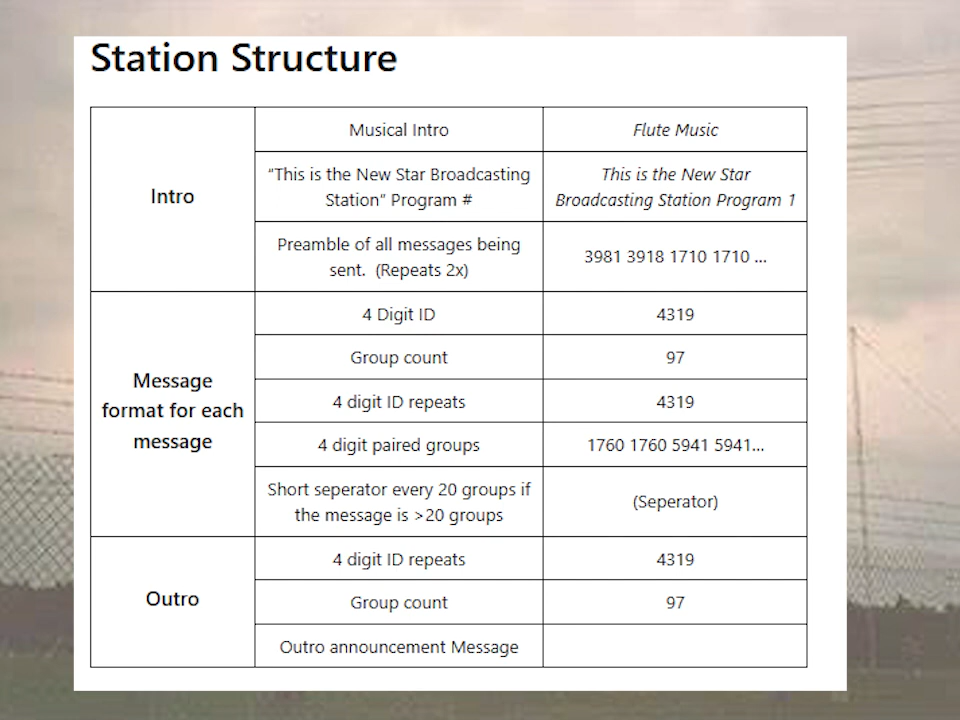 Station Structure
Intro
Musical Intro
Flute Music
“This is the New Star Broadcasting
Station” Program #
This is the New Star
Broadcasting Station Program 1
Preamble of all messages being
sent. (Repeats 2x)
3981 3918 1710 1710 ...
Message
format for each
message
4 Digit ID
4319
Group count
97
4 digit ID repeats
4319
4 digit paired groups
1760 1760 5941 5941...
Short seperator every 20 groups if
the message is >20 groups
(Seperator)
Outro
4 digit ID repeats
4319
Group count
97
Outro announcement Message